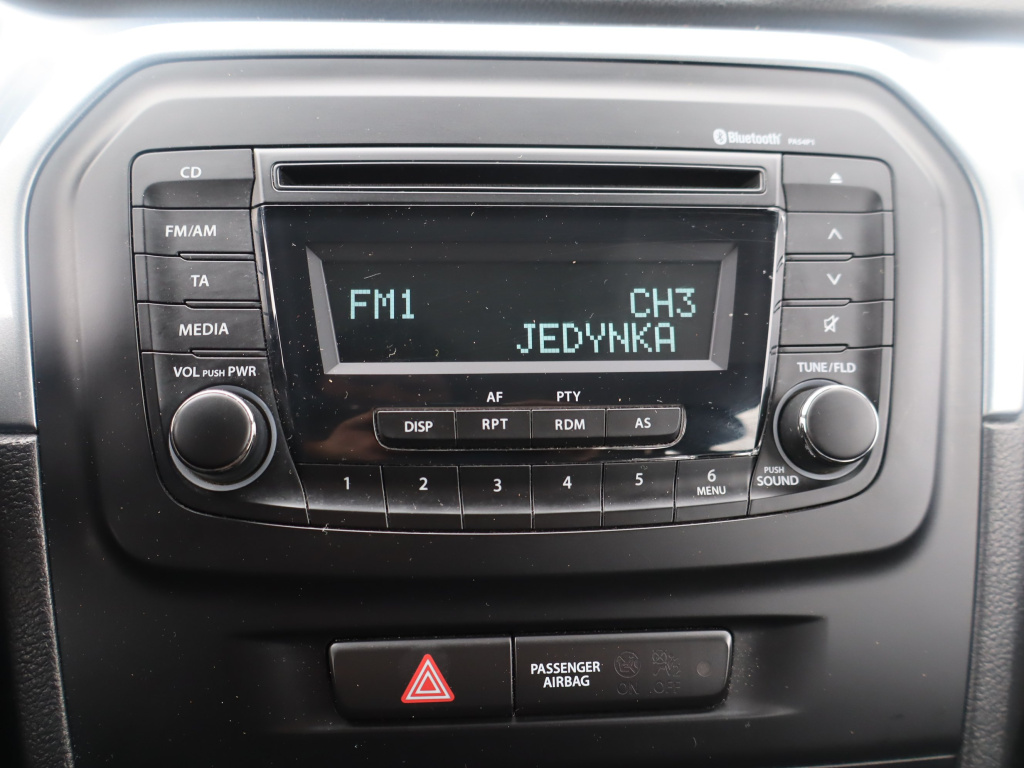 Bluetooth
CD
FM/AM
TA
MEDIA
VOL PUSH PWR
FM1 CH3
JEDYNKA
TUNE/FLD
AF PTY
DISP RPT RDM AS
1 2 3 4 5 6
MENU
PUSH
SOUND
PASSENGER
AIRBAG
ON OFF